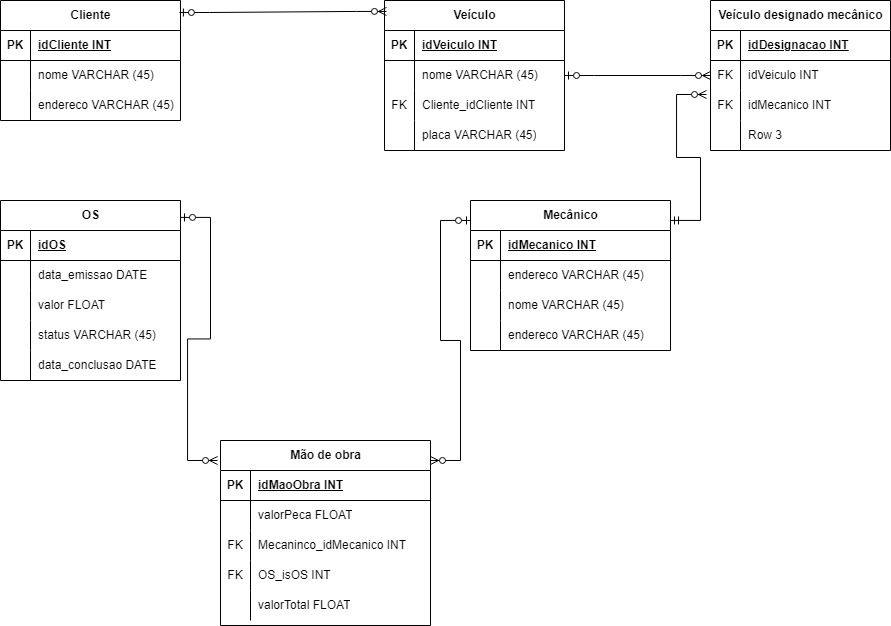 Cliente
PK idCliente INT
nome VARCHAR (45)
endereco VARCHAR (45)
Veículo
PK idVeiculo INT
nome VARCHAR (45)
FK Cliente_idCliente INT
placa VARCHAR (45)
Veículo designado mecânico
PK idDesignacao INT
FK idVeiculo INT
FK idMecanico INT
Row 3
OS
PK idOS
data_emissao DATE
valor FLOAT
status VARCHAR (45)
data_conclusao DATE
Mecânico
PK idMecanico INT
endereco VARCHAR (45)
nome VARCHAR (45)
endereco VARCHAR (45)
Mão de obra
PK idMaoObra INT
valorPeca FLOAT
FK Mecaninco_idMecanico INT
FK OS_isOS INT
valorTotal FLOAT